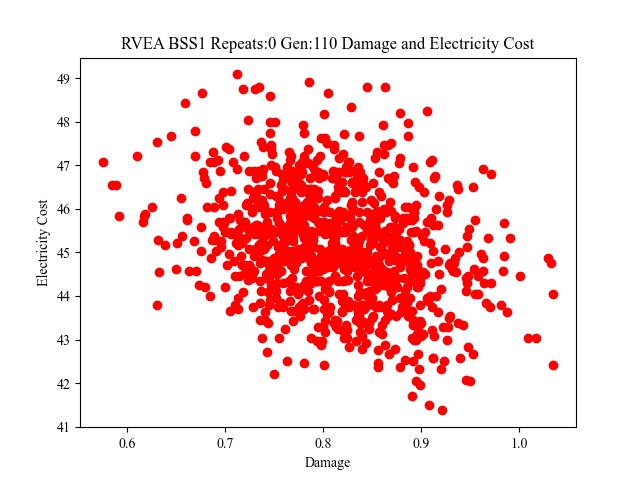 RVEA BSS1 Repeats:0 Gen:110 Damage and Electricity Cost
49
48
47
46
45
44
43
42
41
Electricity Cost
0.6 0.7 0.8 0.9 1.0
Damage